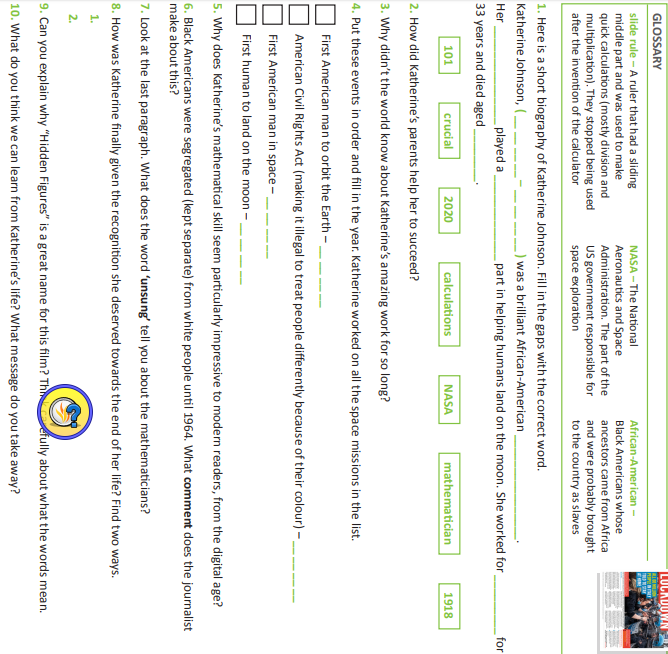 GLOSSARY
slide rule – A ruler that had a sliding
middle part and was used to make
quick calculations (mostly division and
multiplication). They stopped being used
after the invention of the calculator
NASA – The National
Aeronautics and Space
Administration. The part of the
US government responsible for
space exploration
African-American –
Black Americans whose
ancestors came from Africa
and were probably brought
to the country as slaves
LOCKDOWN
1. Here is a short biography of Katherine Johnson. Fill in the gaps with the correct word.
Katherine Johnson, ( _ _ _ _ – _ _ _ _ ) was a brilliant African-American ____________.
Her ____________ played a ____________ part in helping humans land on the moon. She worked for ________ for
33 years and died aged ______.
101 crucial 2020 calculations NASA mathematician 1918
2. How did Katherine's parents help her to succeed?
3. Why didn't the world know about Katherine's amazing work for so long?
4. Put these events in order and fill in the year. Katherine worked on all the space missions in the list.
First American man to orbit the Earth – _ _ _ _
American Civil Rights Act (making it illegal to treat people differently because of their colour) – _ _ _ _
First American man in space – _ _ _ _
First human to land on the moon – _ _ _ _
5. Why does Katherine's mathematical skill seem particularly impressive to modern readers, from the digital age?
6. Black Americans were segregated (kept separate) from white people until 1964. What comment does the journalist
make about this?
7. Look at the last paragraph. What does the word 'unsung' tell you about the mathematicians?
8. How was Katherine finally given the recognition she deserved towards the end of her life? Find two ways.
1.
2.
9. Can you explain why "Hidden Figures" is a great name for this film? Think carefully about what the words mean.
10. What do you think we can learn from Katherine's life? What message do you take away?